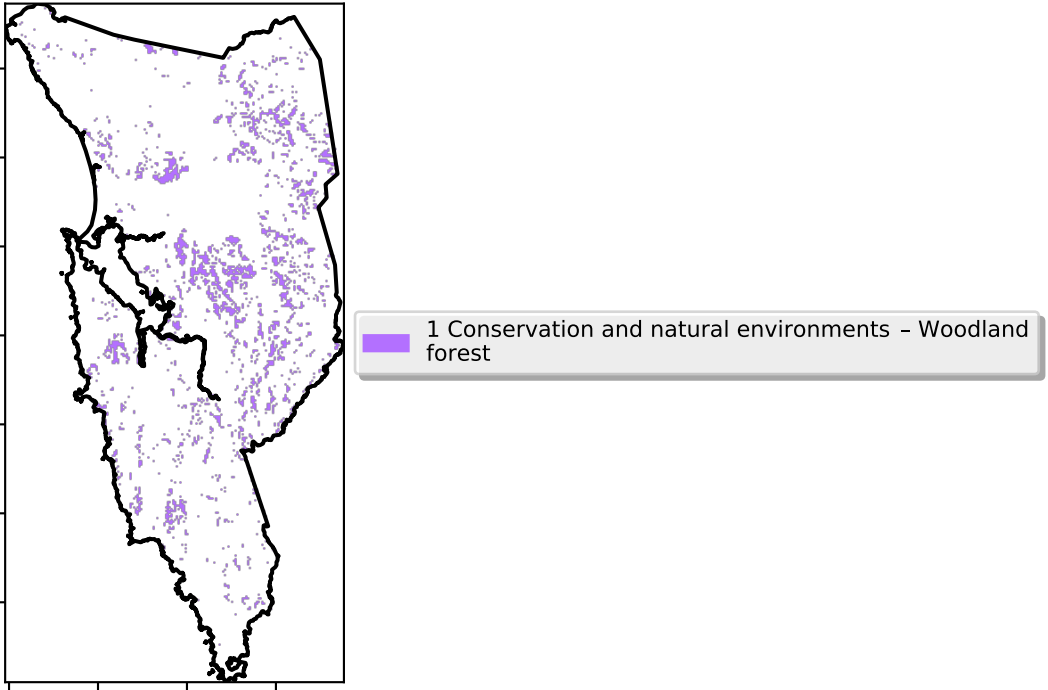 1 Conservation and natural environments – Woodland
forest